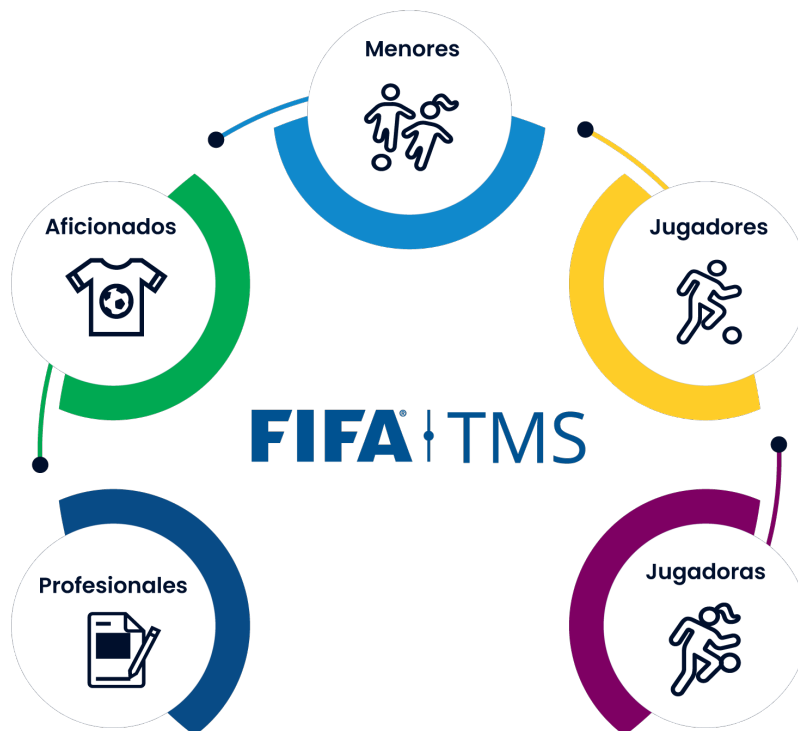 Menores
Aficionados
Jugadores
FIFA® TMS
Profesionales
Jugadoras